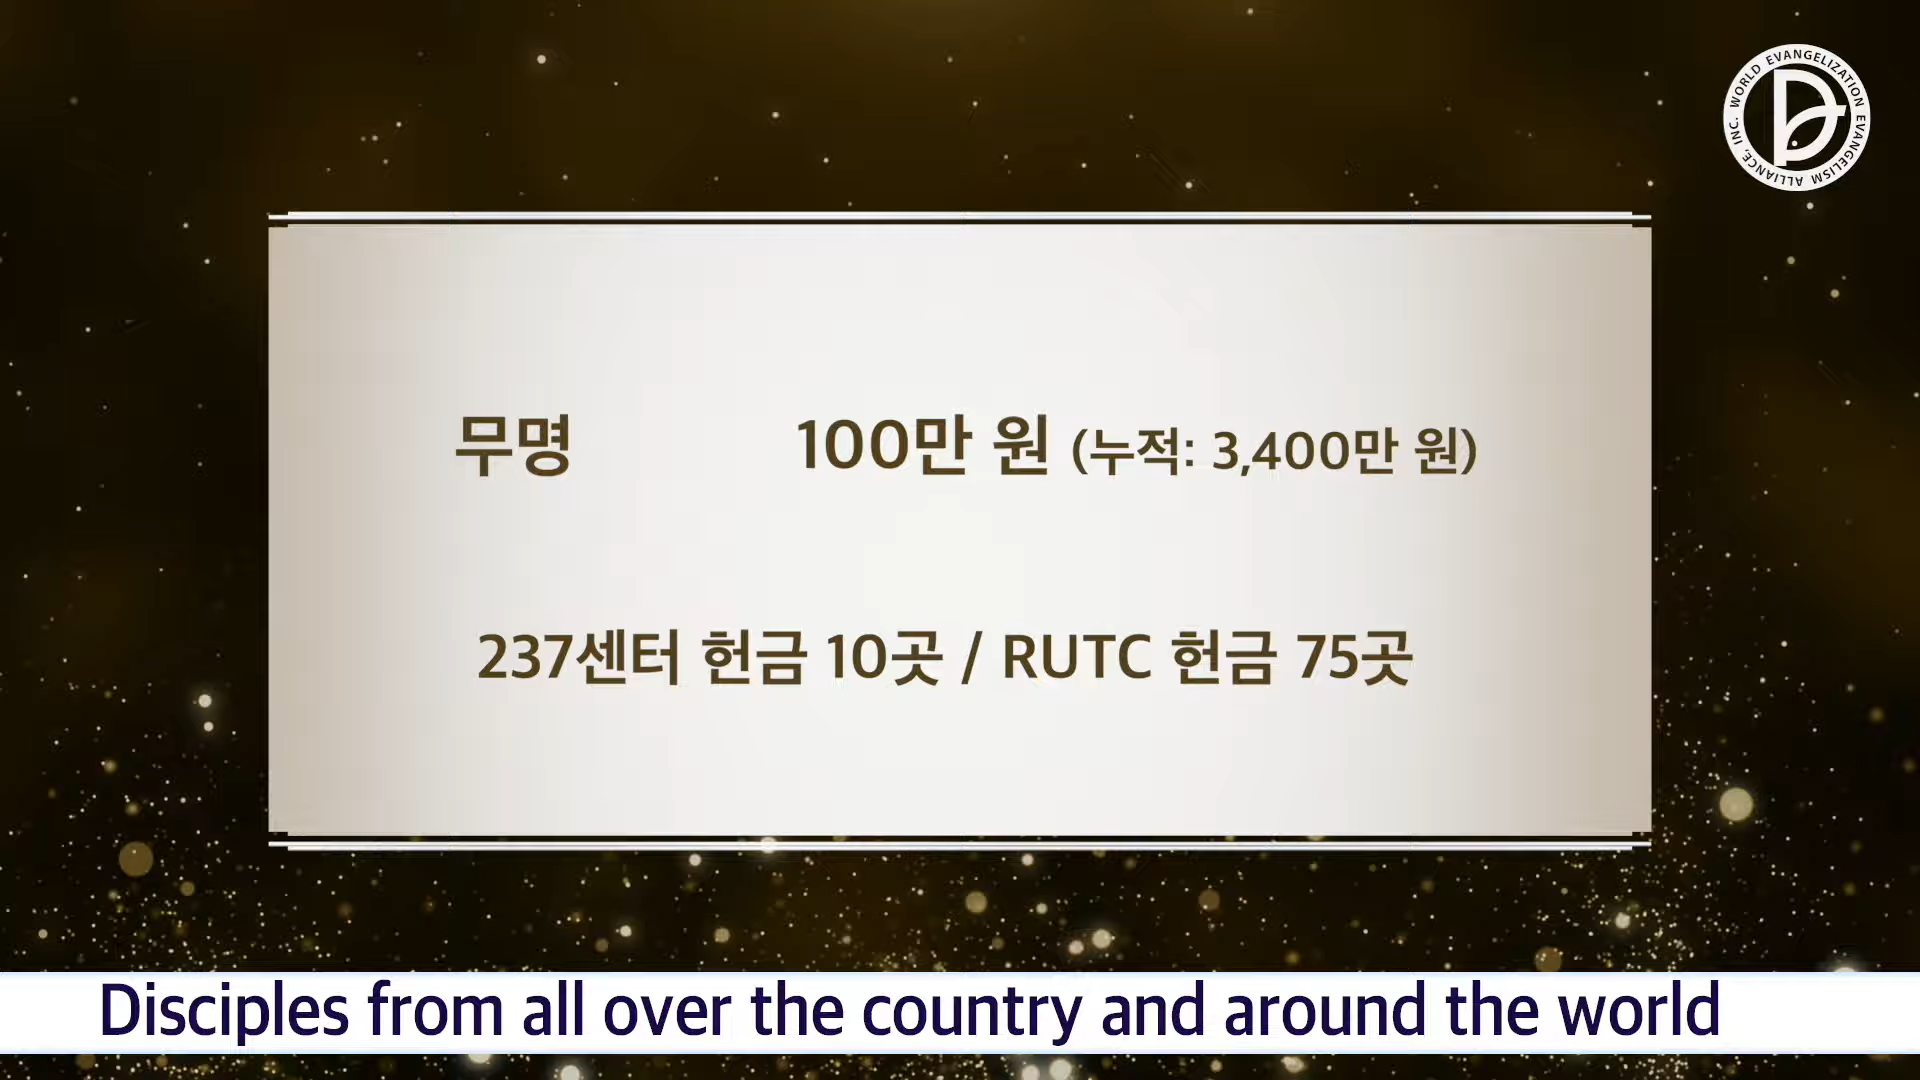 WORLD EVANGELIZATION EVANGELISM ALLIANCE, INC.
무명 100만 원 (누적: 3,400만 원)
237센터 헌금 10곳 / RUTC 헌금 75곳
Disciples from all over the country and around the world